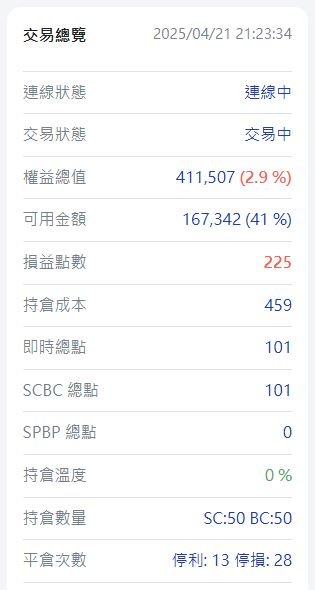 交易總覽 2025/04/21 21:23:34
連線狀態 連線中
交易狀態 交易中
權益總值 411,507 (2.9 %)
可用金額 167,342 (41 %)
損益點數 225
持倉成本 459
即時總點 101
SCBC 總點 101
SPBP 總點 0
持倉溫度 0 %
持倉數量 SC:50 BC:50
平倉次數 停利: 13 停損: 28